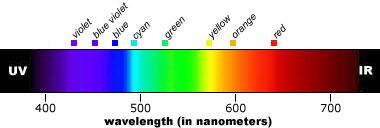 violet blue violet blue cyan green yellow orange red
UV IR
400 500 600 700
wavelength (in nanometers)